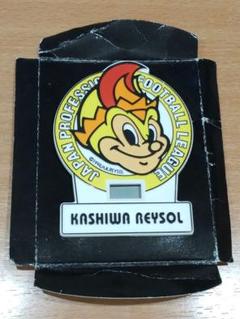 JAPAN PROFESSIONAL FOOTBALL LEAGUE
KASHIWA REYSOL